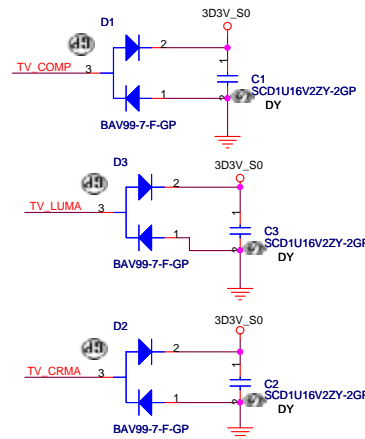 D1
3D3V_S0
2
TV_COMP
3
1
C1
SCD1U16V2ZY-2GP
1
2
DY
BAV99-7-F-GP
D3
3D3V_S0
2
TV_LUMA
3
1
C3
SCD1U16V2ZY-2GP
1
2
DY
BAV99-7-F-GP
D2
3D3V_S0
2
TV_CRMA
3
1
C2
SCD1U16V2ZY-2GP
1
2
DY
BAV99-7-F-GP